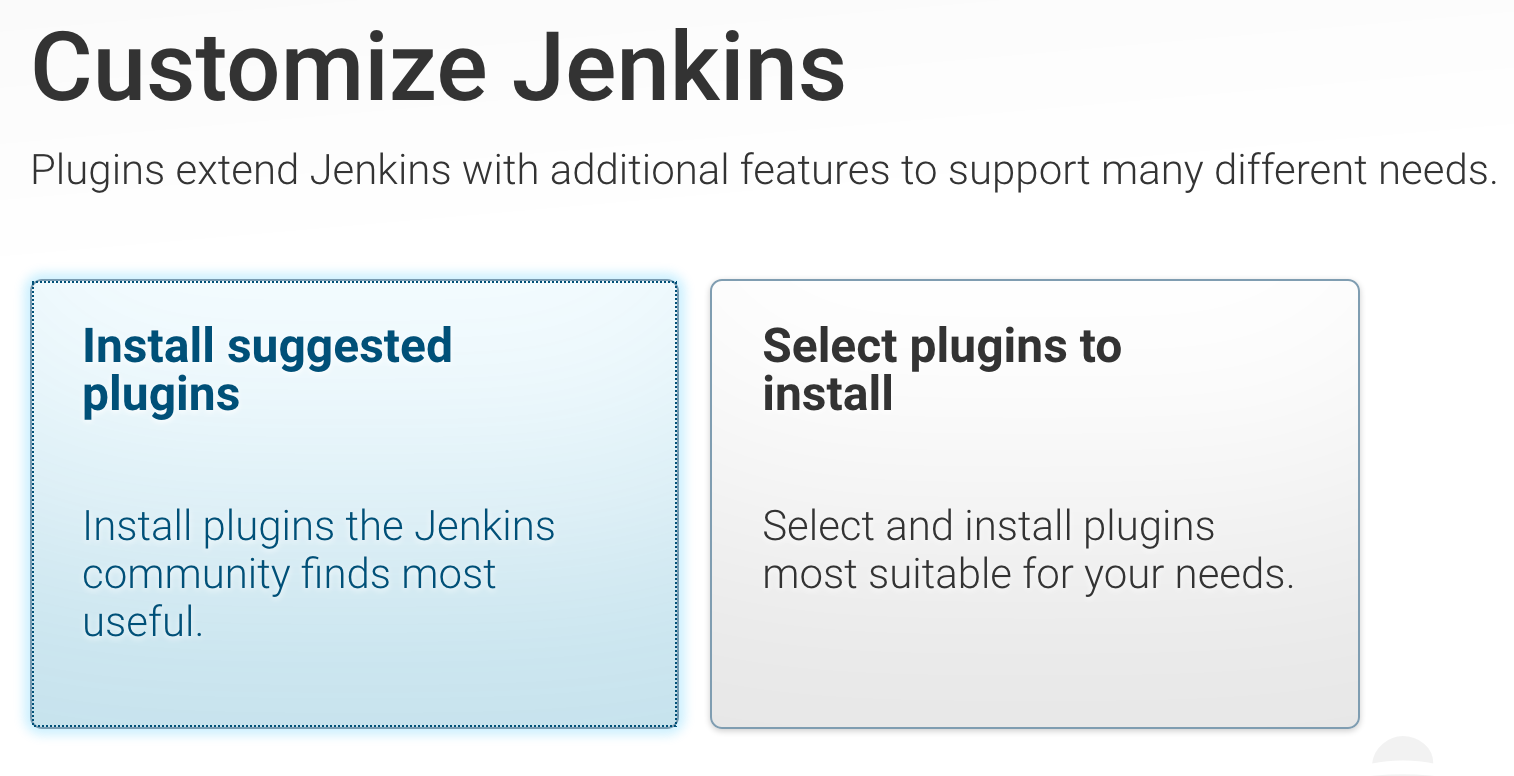 Customize Jenkins
Plugins extend Jenkins with additional features to support many different needs.
Install suggested
plugins
Install plugins the Jenkins
community finds most
useful.
Select plugins to
install
Select and install plugins
most suitable for your needs.